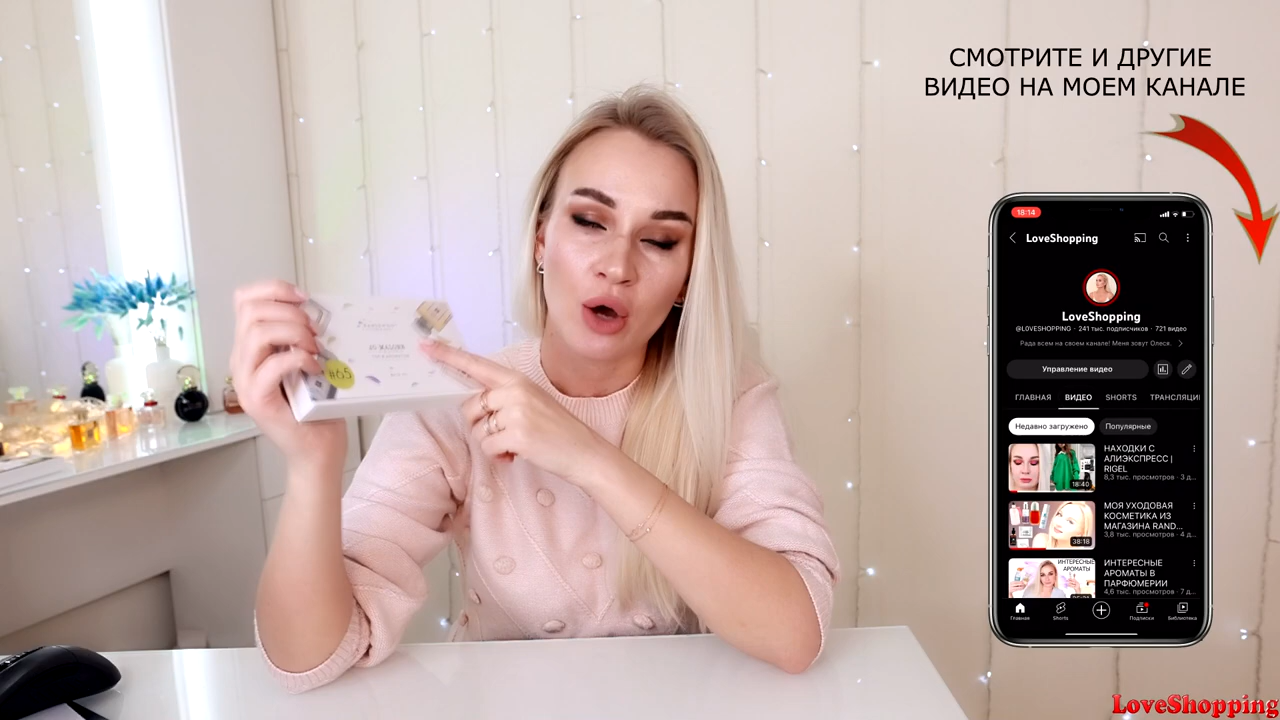 СМОТРИТЕ И ДРУГИЕ
ВИДЕО НА МОЕМ КАНАЛЕ
18:14
LoveShopping
LoveShopping
@LOVESHOPPING · 241 тыс. подписчиков · 721 видео
Рада всем на своем канале! Меня зовут Олеся.
Управление видео
ГЛАВНАЯ ВИДЕО SHORTS ТРАНСЛЯЦИ
Недавно загружено Популярные
НАХОДКИ С
АЛИЭКСПРЕСС |
RIGEL
8,3 тыс. просмотров · 3 д...
18:40
МОЯ УХОДОВАЯ
КОСМЕТИКА ИЗ
МАГАЗИНА RAND...
3,8 тыс. просмотров · 4 д...
38:18
ИНТЕРЕСНЫЕ
АРОМАТЫ
ИНТЕРЕСНЫЕ
АРОМАТЫ В
ПАРФЮМЕРИИ
4,6 тыс. просмотров · 7 д...
Главная Shorts Подписки Библиотека
#65
LoveShopping